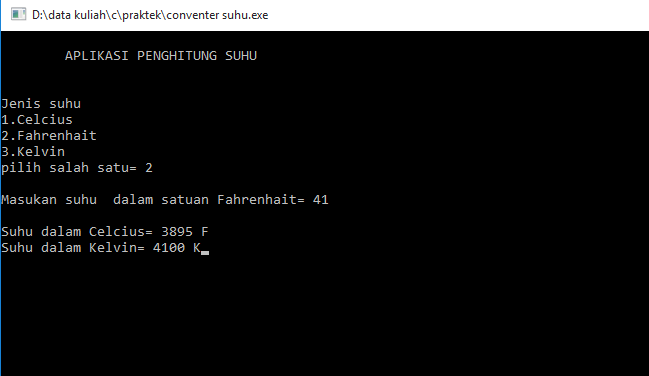 D:\data kuliah\c\praktek\conventer suhu.exe
APLIKASI PENGHITUNG SUHU
Jenis suhu
1.Celcius
2.Fahrenhait
3.Kelvin
pilih salah satu= 2
Masukan suhu  dalam satuan Fahrenhait= 41
Suhu dalam Celcius= 3895 F
Suhu dalam Kelvin= 4100 K